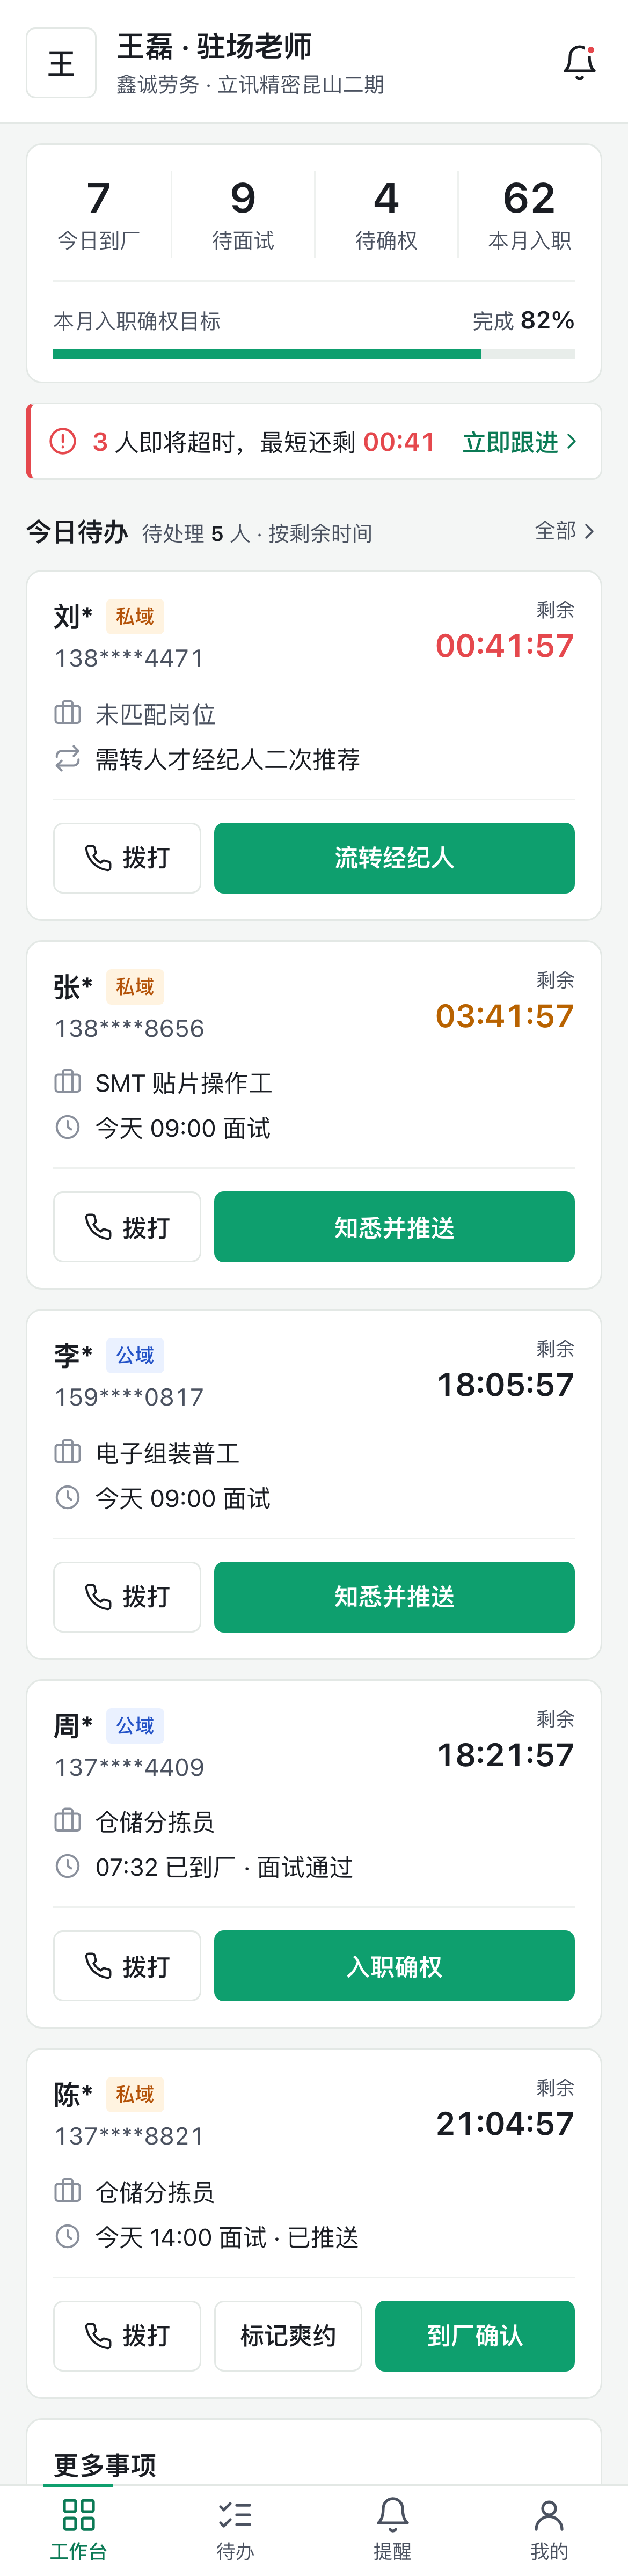 王
王磊 · 驻场老师
鑫诚劳务 · 立讯精密昆山二期
7 9 4 62
今日到厂 待面试 待确权 本月入职
本月入职确权目标 完成 82%
3 人即将超时，最短还剩 00:41 立即跟进
今日待办 待处理 5 人 · 按剩余时间 全部
刘* 私域 剩余
138****4471 00:41:57
未匹配岗位
需转人才经纪人二次推荐
拨打 流转经纪人
张* 私域 剩余
138****8656 03:41:57
SMT 贴片操作工
今天 09:00 面试
拨打 知悉并推送
李* 公域 剩余
159****0817 18:05:57
电子组装普工
今天 09:00 面试
拨打 知悉并推送
周* 公域 剩余
137****4409 18:21:57
仓储分拣员
07:32 已到厂 · 面试通过
拨打 入职确权
陈* 私域 剩余
137****8821 21:04:57
仓储分拣员
今天 14:00 面试 · 已推送
拨打 标记爽约 到厂确认
更多事项
工作台 待办 提醒 我的